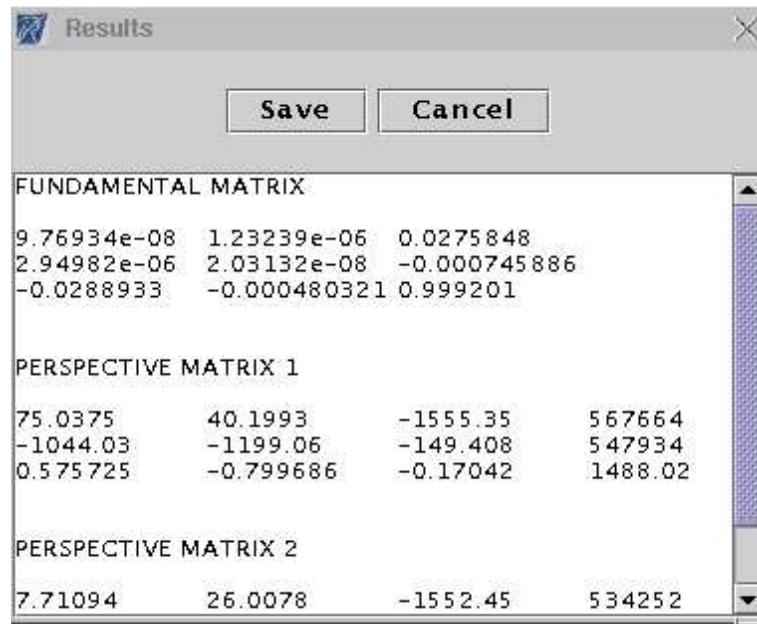 Results
Save Cancel
FUNDAMENTAL MATRIX
9.76934e-08 1.23239e-06 0.0275848
2.94982e-06 2.03132e-08 -0.000745886
-0.0288933 -0.000480321 0.999201
PERSPECTIVE MATRIX 1
75.0375 40.1993 -1555.35 567664
-1044.03 -1199.06 -149.408 547934
0.575725 -0.799686 -0.17042 1488.02
PERSPECTIVE MATRIX 2
7.71094 26.0078 -1552.45 534252